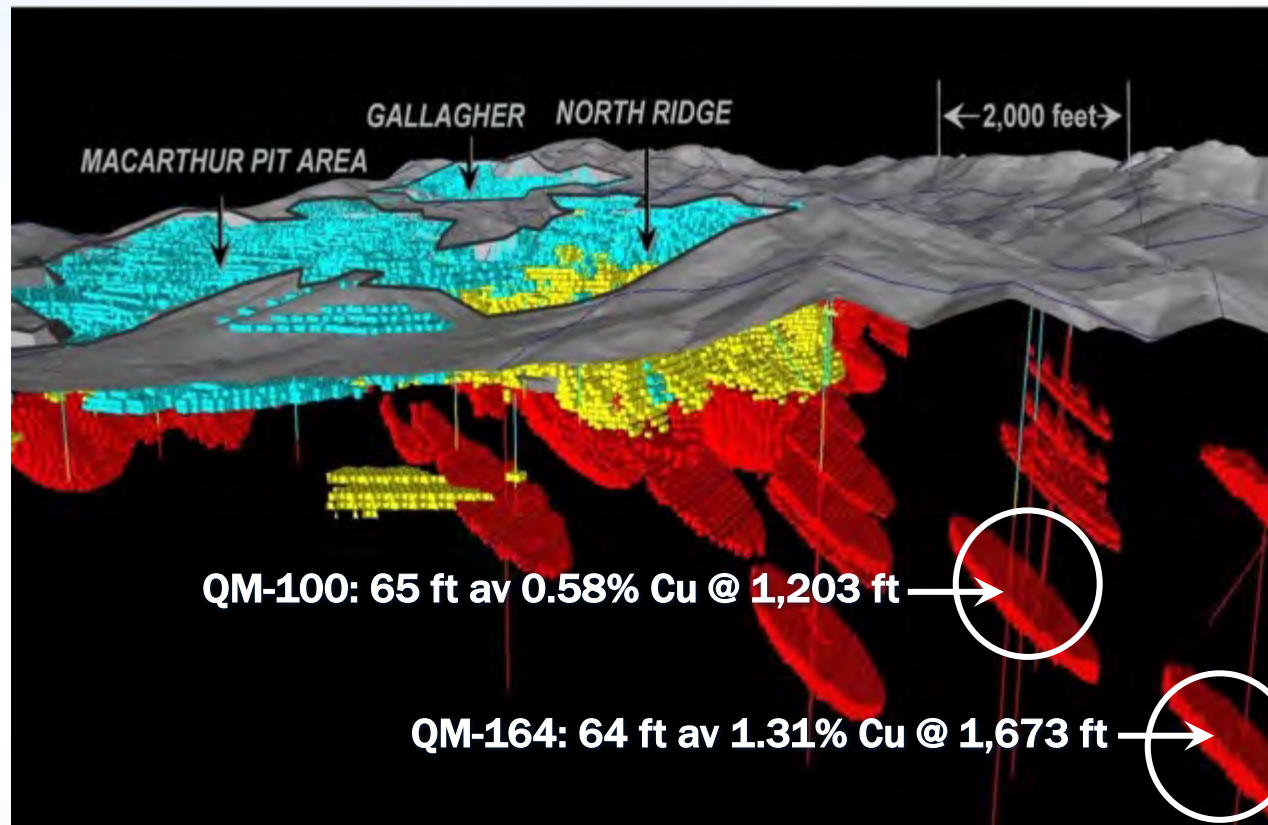 GALLAGHER
NORTH RIDGE
2,000 feet
MACARTHUR PIT AREA
QM-100: 65 ft av 0.58% Cu @ 1,203 ft
QM-164: 64 ft av 1.31% Cu @ 1,673 ft